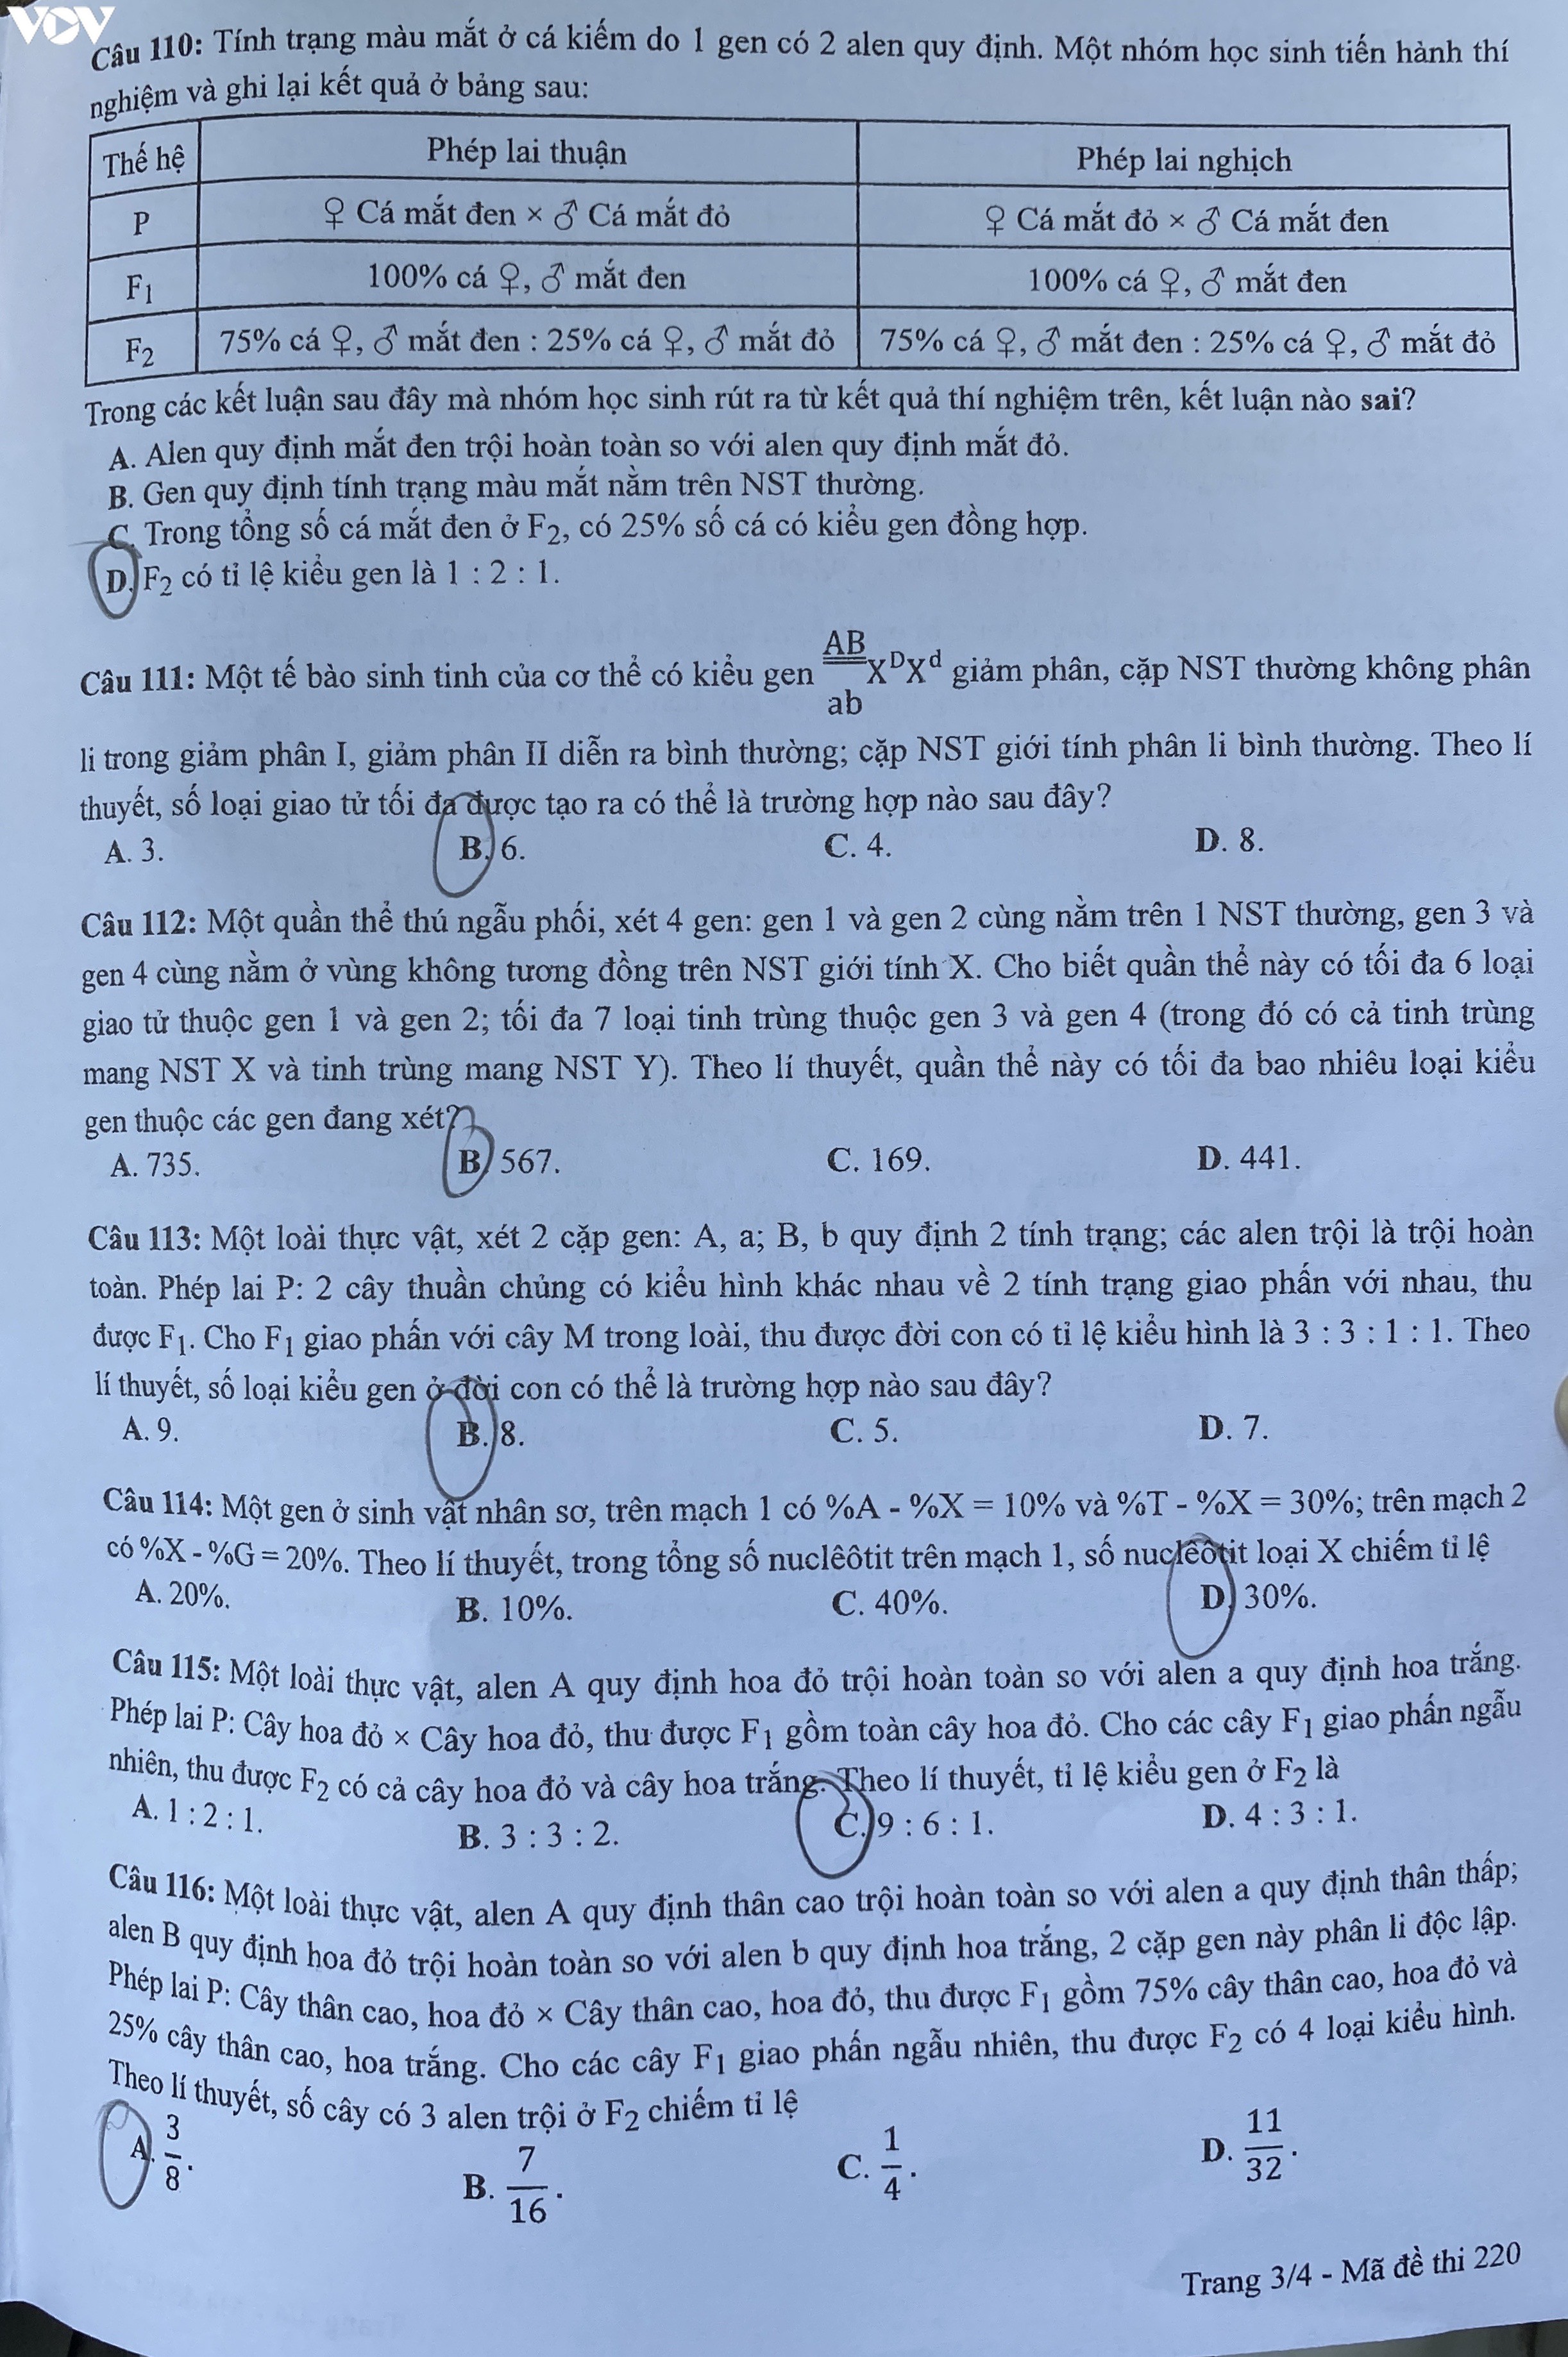 VOV
Câu 110: Tính trạng màu mắt ở cá kiếm do 1 gen có 2 alen quy định. Một nhóm học sinh tiến hành thí
nghiệm và ghi lại kết quả ở bảng sau:
Thế hệ Phép lai thuận Phép lai nghịch
P ♀ Cá mắt đen × ♂ Cá mắt đỏ ♀ Cá mắt đỏ × ♂ Cá mắt đen
F₁ 100% cá ♀, ♂ mắt đen 100% cá ♀, ♂ mắt đen
F₂ 75% cá ♀, ♂ mắt đen : 25% cá ♀, ♂ mắt đỏ 75% cá ♀, ♂ mắt đen : 25% cá ♀, ♂ mắt đỏ
Trong các kết luận sau đây mà nhóm học sinh rút ra từ kết quả thí nghiệm trên, kết luận nào sai?
A. Alen quy định mắt đen trội hoàn toàn so với alen quy định mắt đỏ.
B. Gen quy định tính trạng màu mắt nằm trên NST thường.
C. Trong tổng số cá mắt đen ở F₂, có 25% số cá có kiểu gen đồng hợp.
D. F₂ có tỉ lệ kiểu gen là 1 : 2 : 1.
Câu 111: Một tế bào sinh tinh của cơ thể có kiểu gen AB/ab XᴰXᵈ giảm phân, cặp NST thường không phân
li trong giảm phân I, giảm phân II diễn ra bình thường; cặp NST giới tính phân li bình thường. Theo lí
thuyết, số loại giao tử tối đa được tạo ra có thể là trường hợp nào sau đây?
A. 3. B. 6. C. 4. D. 8.
Câu 112: Một quần thể thú ngẫu phối, xét 4 gen: gen 1 và gen 2 cùng nằm trên 1 NST thường, gen 3 và
gen 4 cùng nằm ở vùng không tương đồng trên NST giới tính X. Cho biết quần thể này có tối đa 6 loại
giao tử thuộc gen 1 và gen 2; tối đa 7 loại tinh trùng thuộc gen 3 và gen 4 (trong đó có cả tinh trùng
mang NST X và tinh trùng mang NST Y). Theo lí thuyết, quần thể này có tối đa bao nhiêu loại kiểu
gen thuộc các gen đang xét?
A. 735. B. 567. C. 169. D. 441.
Câu 113: Một loài thực vật, xét 2 cặp gen: A, a; B, b quy định 2 tính trạng; các alen trội là trội hoàn
toàn. Phép lai P: 2 cây thuần chủng có kiểu hình khác nhau về 2 tính trạng giao phấn với nhau, thu
được F₁. Cho F₁ giao phấn với cây M trong loài, thu được đời con có tỉ lệ kiểu hình là 3 : 3 : 1 : 1. Theo
lí thuyết, số loại kiểu gen ở đời con có thể là trường hợp nào sau đây?
A. 9. B. 8. C. 5. D. 7.
Câu 114: Một gen ở sinh vật nhân sơ, trên mạch 1 có %A - %X = 10% và %T - %X = 30%; trên mạch 2
có %X - %G = 20%. Theo lí thuyết, trong tổng số nuclêôtit trên mạch 1, số nuclêôtit loại X chiếm tỉ lệ
A. 20%. B. 10%. C. 40%. D. 30%.
Câu 115: Một loài thực vật, alen A quy định hoa đỏ trội hoàn toàn so với alen a quy định hoa trắng.
Phép lai P: Cây hoa đỏ × Cây hoa đỏ, thu được F₁ gồm toàn cây hoa đỏ. Cho các cây F₁ giao phấn ngẫu
nhiên, thu được F₂ có cả cây hoa đỏ và cây hoa trắng. Theo lí thuyết, tỉ lệ kiểu gen ở F₂ là
A. 1 : 2 : 1. B. 3 : 3 : 2. C. 9 : 6 : 1. D. 4 : 3 : 1.
Câu 116: Một loài thực vật, alen A quy định thân cao trội hoàn toàn so với alen a quy định thân thấp;
alen B quy định hoa đỏ trội hoàn toàn so với alen b quy định hoa trắng, 2 cặp gen này phân li độc lập.
Phép lai P: Cây thân cao, hoa đỏ × Cây thân cao, hoa đỏ, thu được F₁ gồm 75% cây thân cao, hoa đỏ và
25% cây thân cao, hoa trắng. Cho các cây F₁ giao phấn ngẫu nhiên, thu được F₂ có 4 loại kiểu hình.
Theo lí thuyết, số cây có 3 alen trội ở F₂ chiếm tỉ lệ
A. 3/8. B. 7/16. C. 1/4. D. 11/32.
Trang 3/4 - Mã đề thi 220